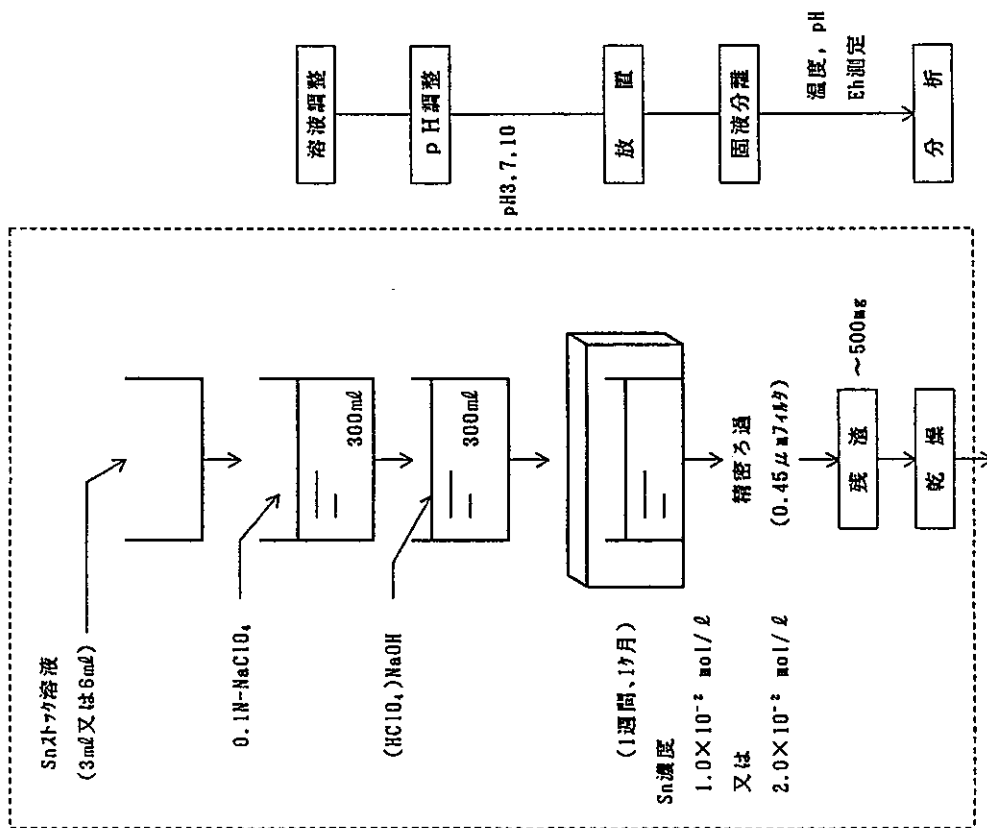 Snストック溶液
(3mℓ又は6mℓ)
0.1N-NaClO₄
300mℓ
(HClO₄)NaOH
300mℓ
(1週間、1ヶ月)
Sn濃度
1.0×10⁻² mol/ℓ
又は
2.0×10⁻² mol/ℓ
精密ろ過
(0.45μmフィルタ)
残渣
~500mg
乾燥
溶液調整
pH調整
pH3,7,10
放置
固液分離
温度, pH
Eh測定
分析